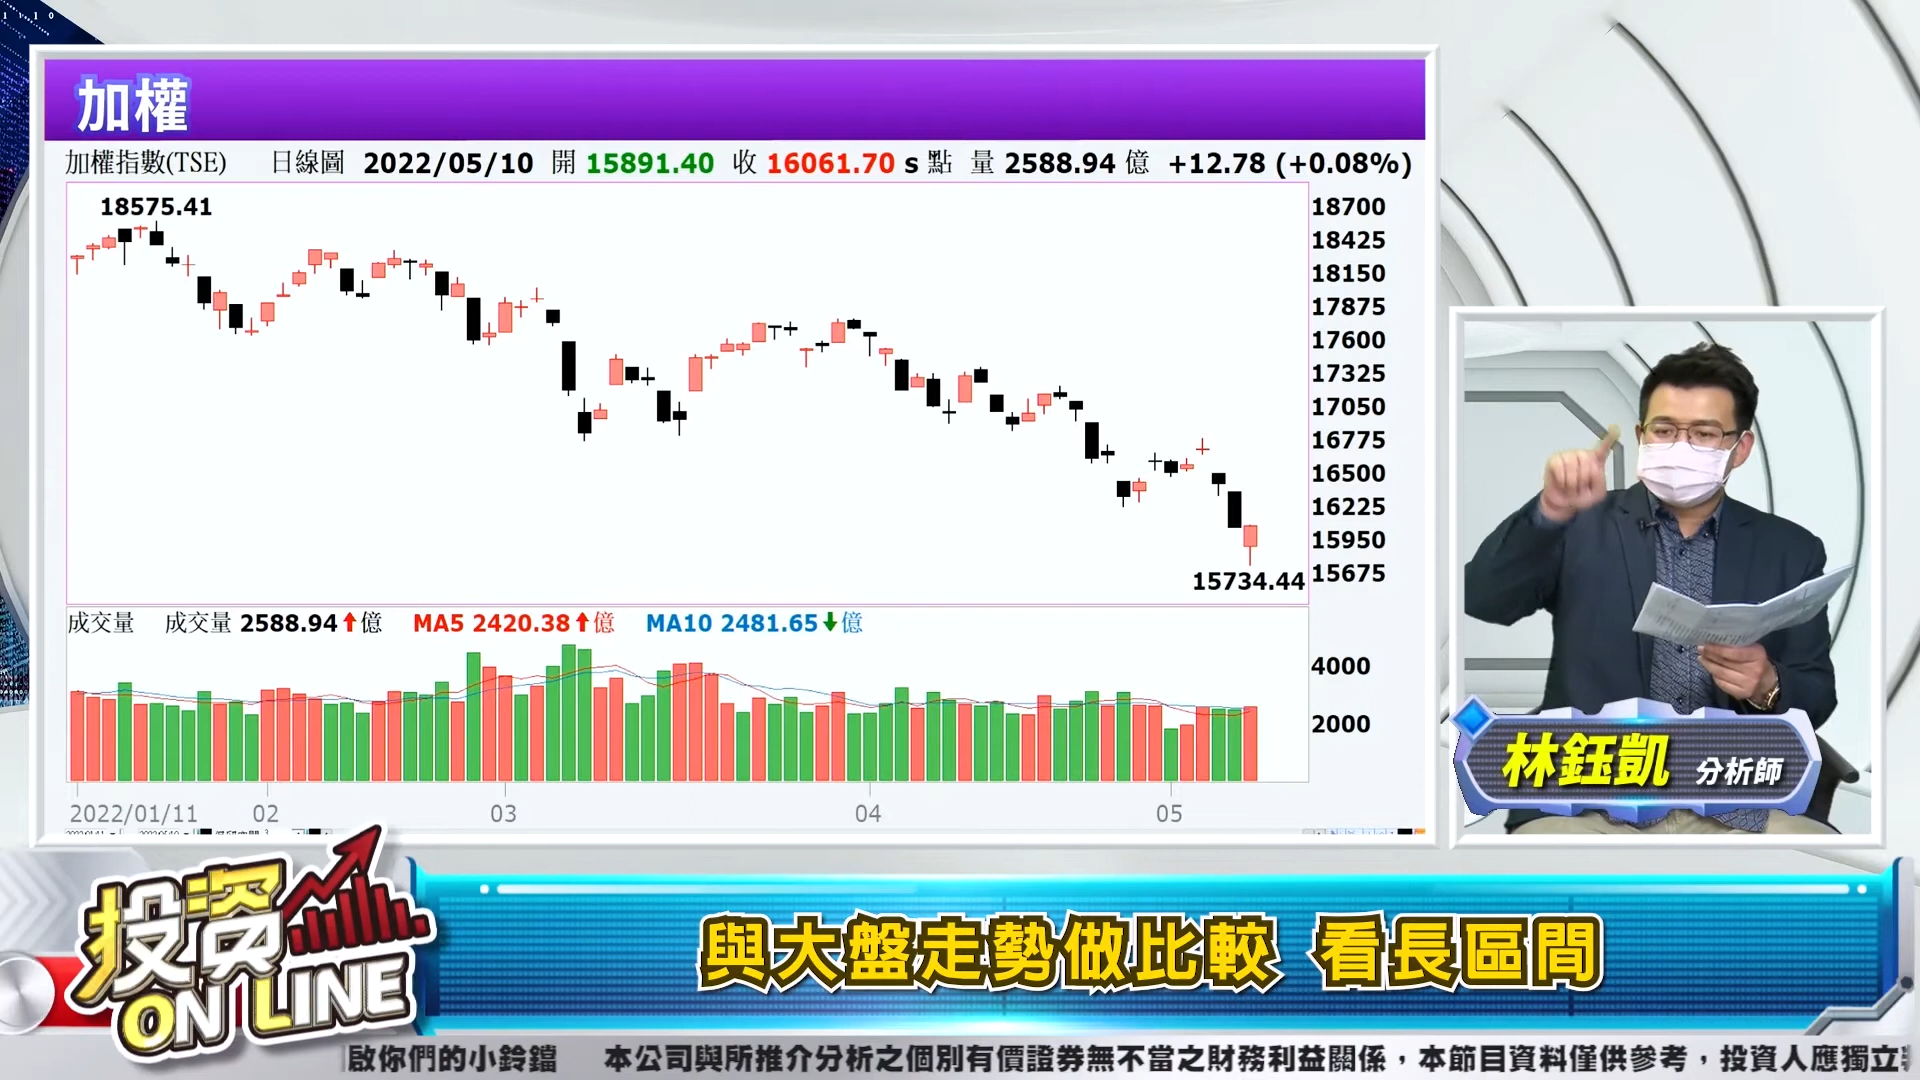 加權
加權指數(TSE) 日線圖 2022/05/10 開 15891.40 收 16061.70 s 點 量 2588.94 億 +12.78 (+0.08%)
18575.41
18700
18425
18150
17875
17600
17325
17050
16775
16500
16225
15950
15675
15734.44
成交量 成交量 2588.94↑億 MA5 2420.38↑億 MA10 2481.65↓億
4000
2000
2022/01/11 02 03 04 05
林鈺凱 分析師
投資
ON LINE
與大盤走勢做比較 看長區間
啟你們的小鈴鐺 本公司與所推介分析之個別有價證券無不當之財務利益關係，本節目資料僅供參考，投資人應獨立